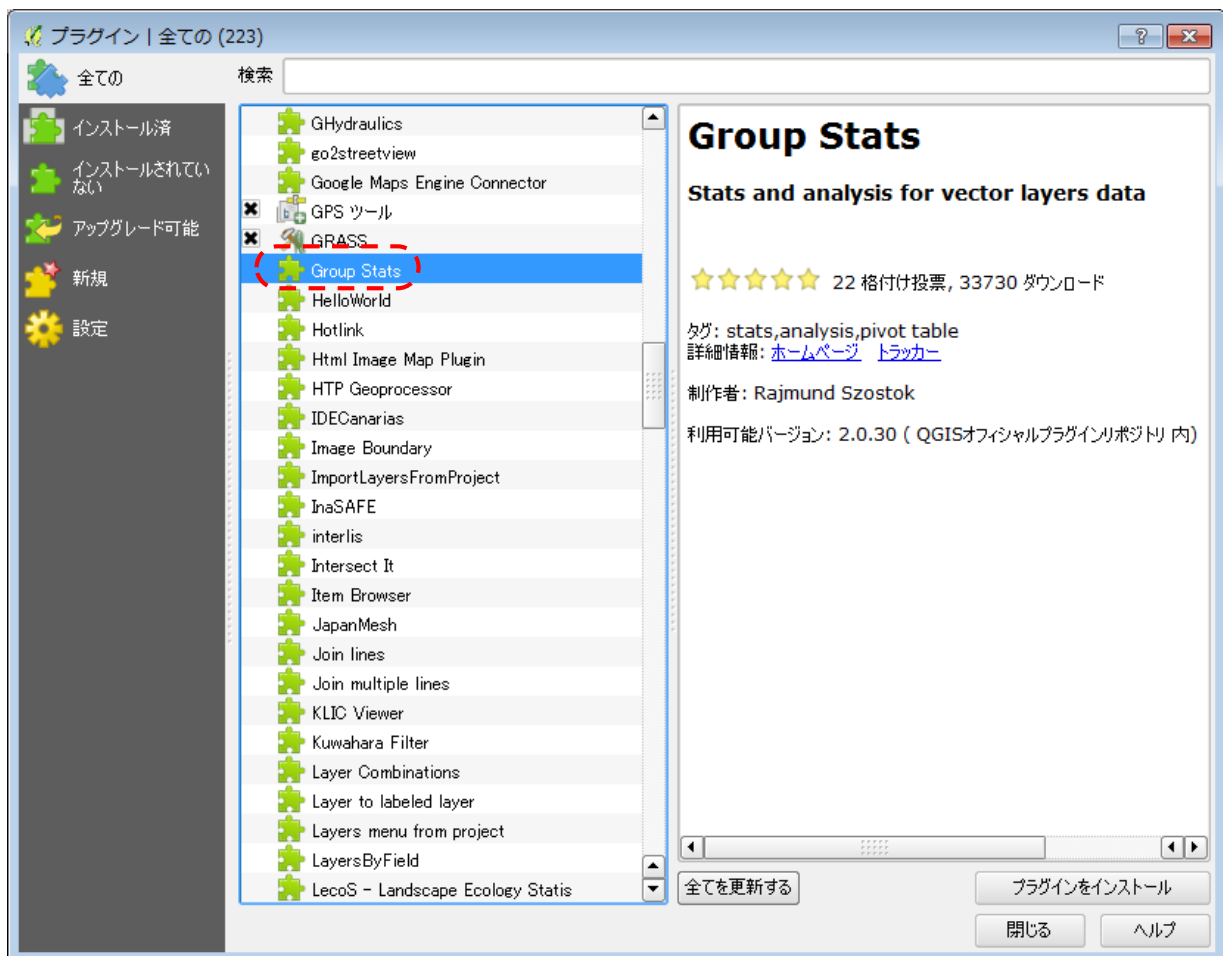 プラグイン | 全ての (223)
全ての
検索
インストール済
インストールされてい
ない
アップグレード可能
新規
設定
GHydraulics
go2streetview
Google Maps Engine Connector
GPS ツール
GRASS
Group Stats
HelloWorld
Hotlink
Html Image Map Plugin
HTP Geoprocessor
IDECanarias
Image Boundary
ImportLayersFromProject
InaSAFE
interlis
Intersect It
Item Browser
JapanMesh
Join lines
Join multiple lines
KLIC Viewer
Kuwahara Filter
Layer Combinations
Layer to labeled layer
Layers menu from project
LayersByField
LecoS - Landscape Ecology Statis
Group Stats
Stats and analysis for vector layers data
22 格付け投票, 33730 ダウンロード
タグ: stats,analysis,pivot table
詳細情報: ホームページ トラッカー
制作者: Rajmund Szostok
利用可能バージョン: 2.0.30 ( QGISオフィシャルプラグインリポジトリ 内)
全てを更新する
プラグインをインストール
閉じる
ヘルプ